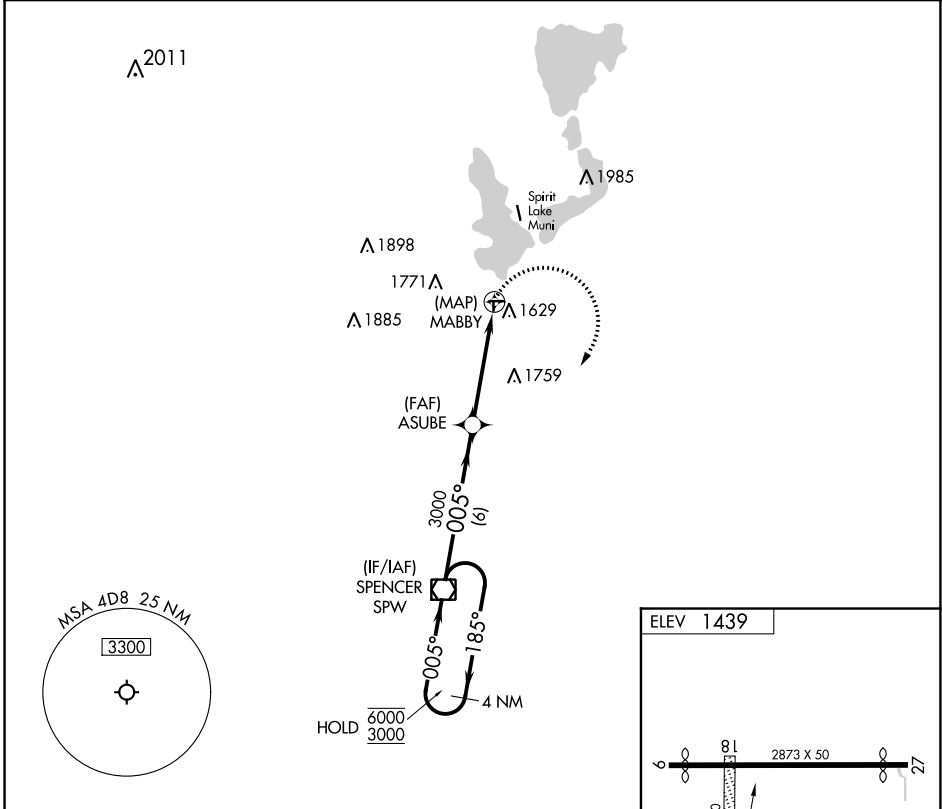 2011
1985
Spirit
Lake
Muni
1898
1771
(MAP)
MABBY
1629
1885
1759
(FAF)
ASUBE
3000
005°
(6)
(IF/IAF)
SPENCER
SPW
005°
185°
4 NM
HOLD 6000
3000
MSA 4D8 25 NM
3300
ELEV 1439
9
18
2873 X 50
27